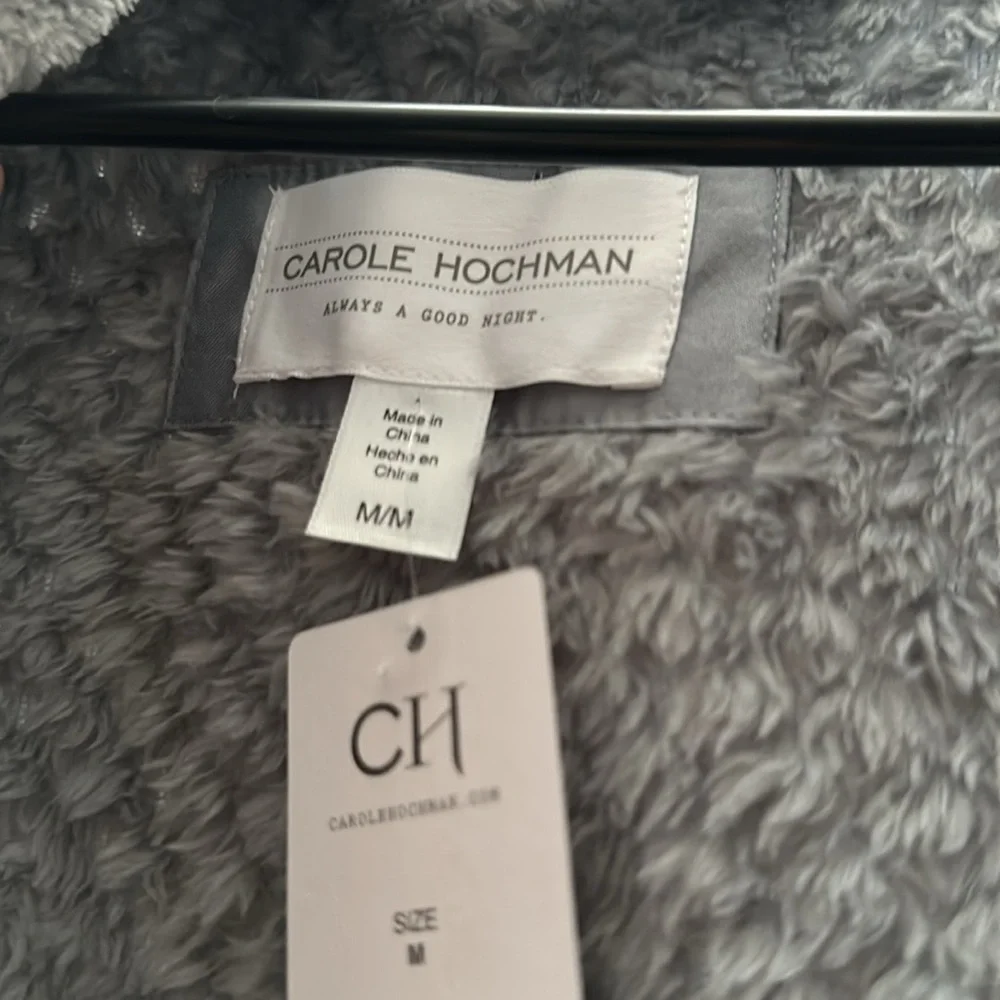 CAROLE HOCHMAN
ALWAYS A GOOD NIGHT.
Made in
China
Hecho en
China
M/M
CH
CAROLEHOCHMAN.COM
SIZE
M